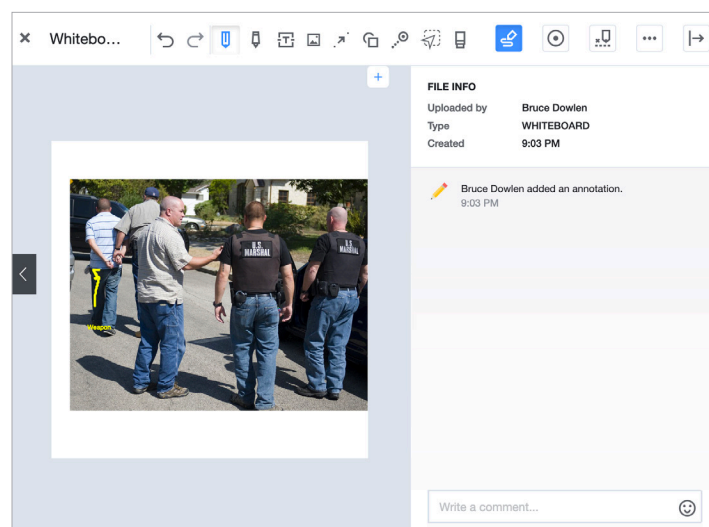 Whitebo...
FILE INFO
Uploaded by Bruce Dowlen
Type WHITEBOARD
Created 9:03 PM
Bruce Dowlen added an annotation.
9:03 PM
U.S.
MARSHAL
U.S.
MARSHAL
Weapon
Write a comment...